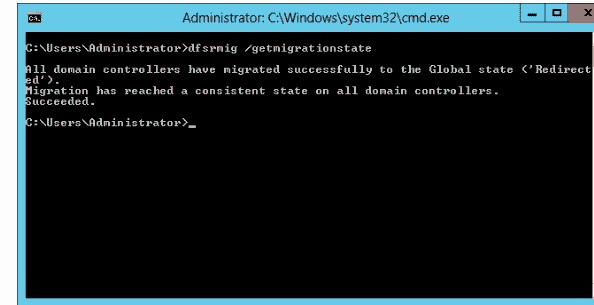 Administrator: C:\Windows\system32\cmd.exe
C:\Users\Administrator>dfsrmig /getmigrationstate
All domain controllers have migrated successfully to the Global state ('Redirect
ed').
Migration has reached a consistent state on all domain controllers.
Succeeded.
C:\Users\Administrator>_